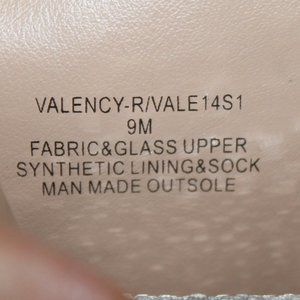 VALENCY-R/VALE14S1
9M
FABRIC&GLASS UPPER
SYNTHETIC LINING&SOCK
MAN MADE OUTSOLE